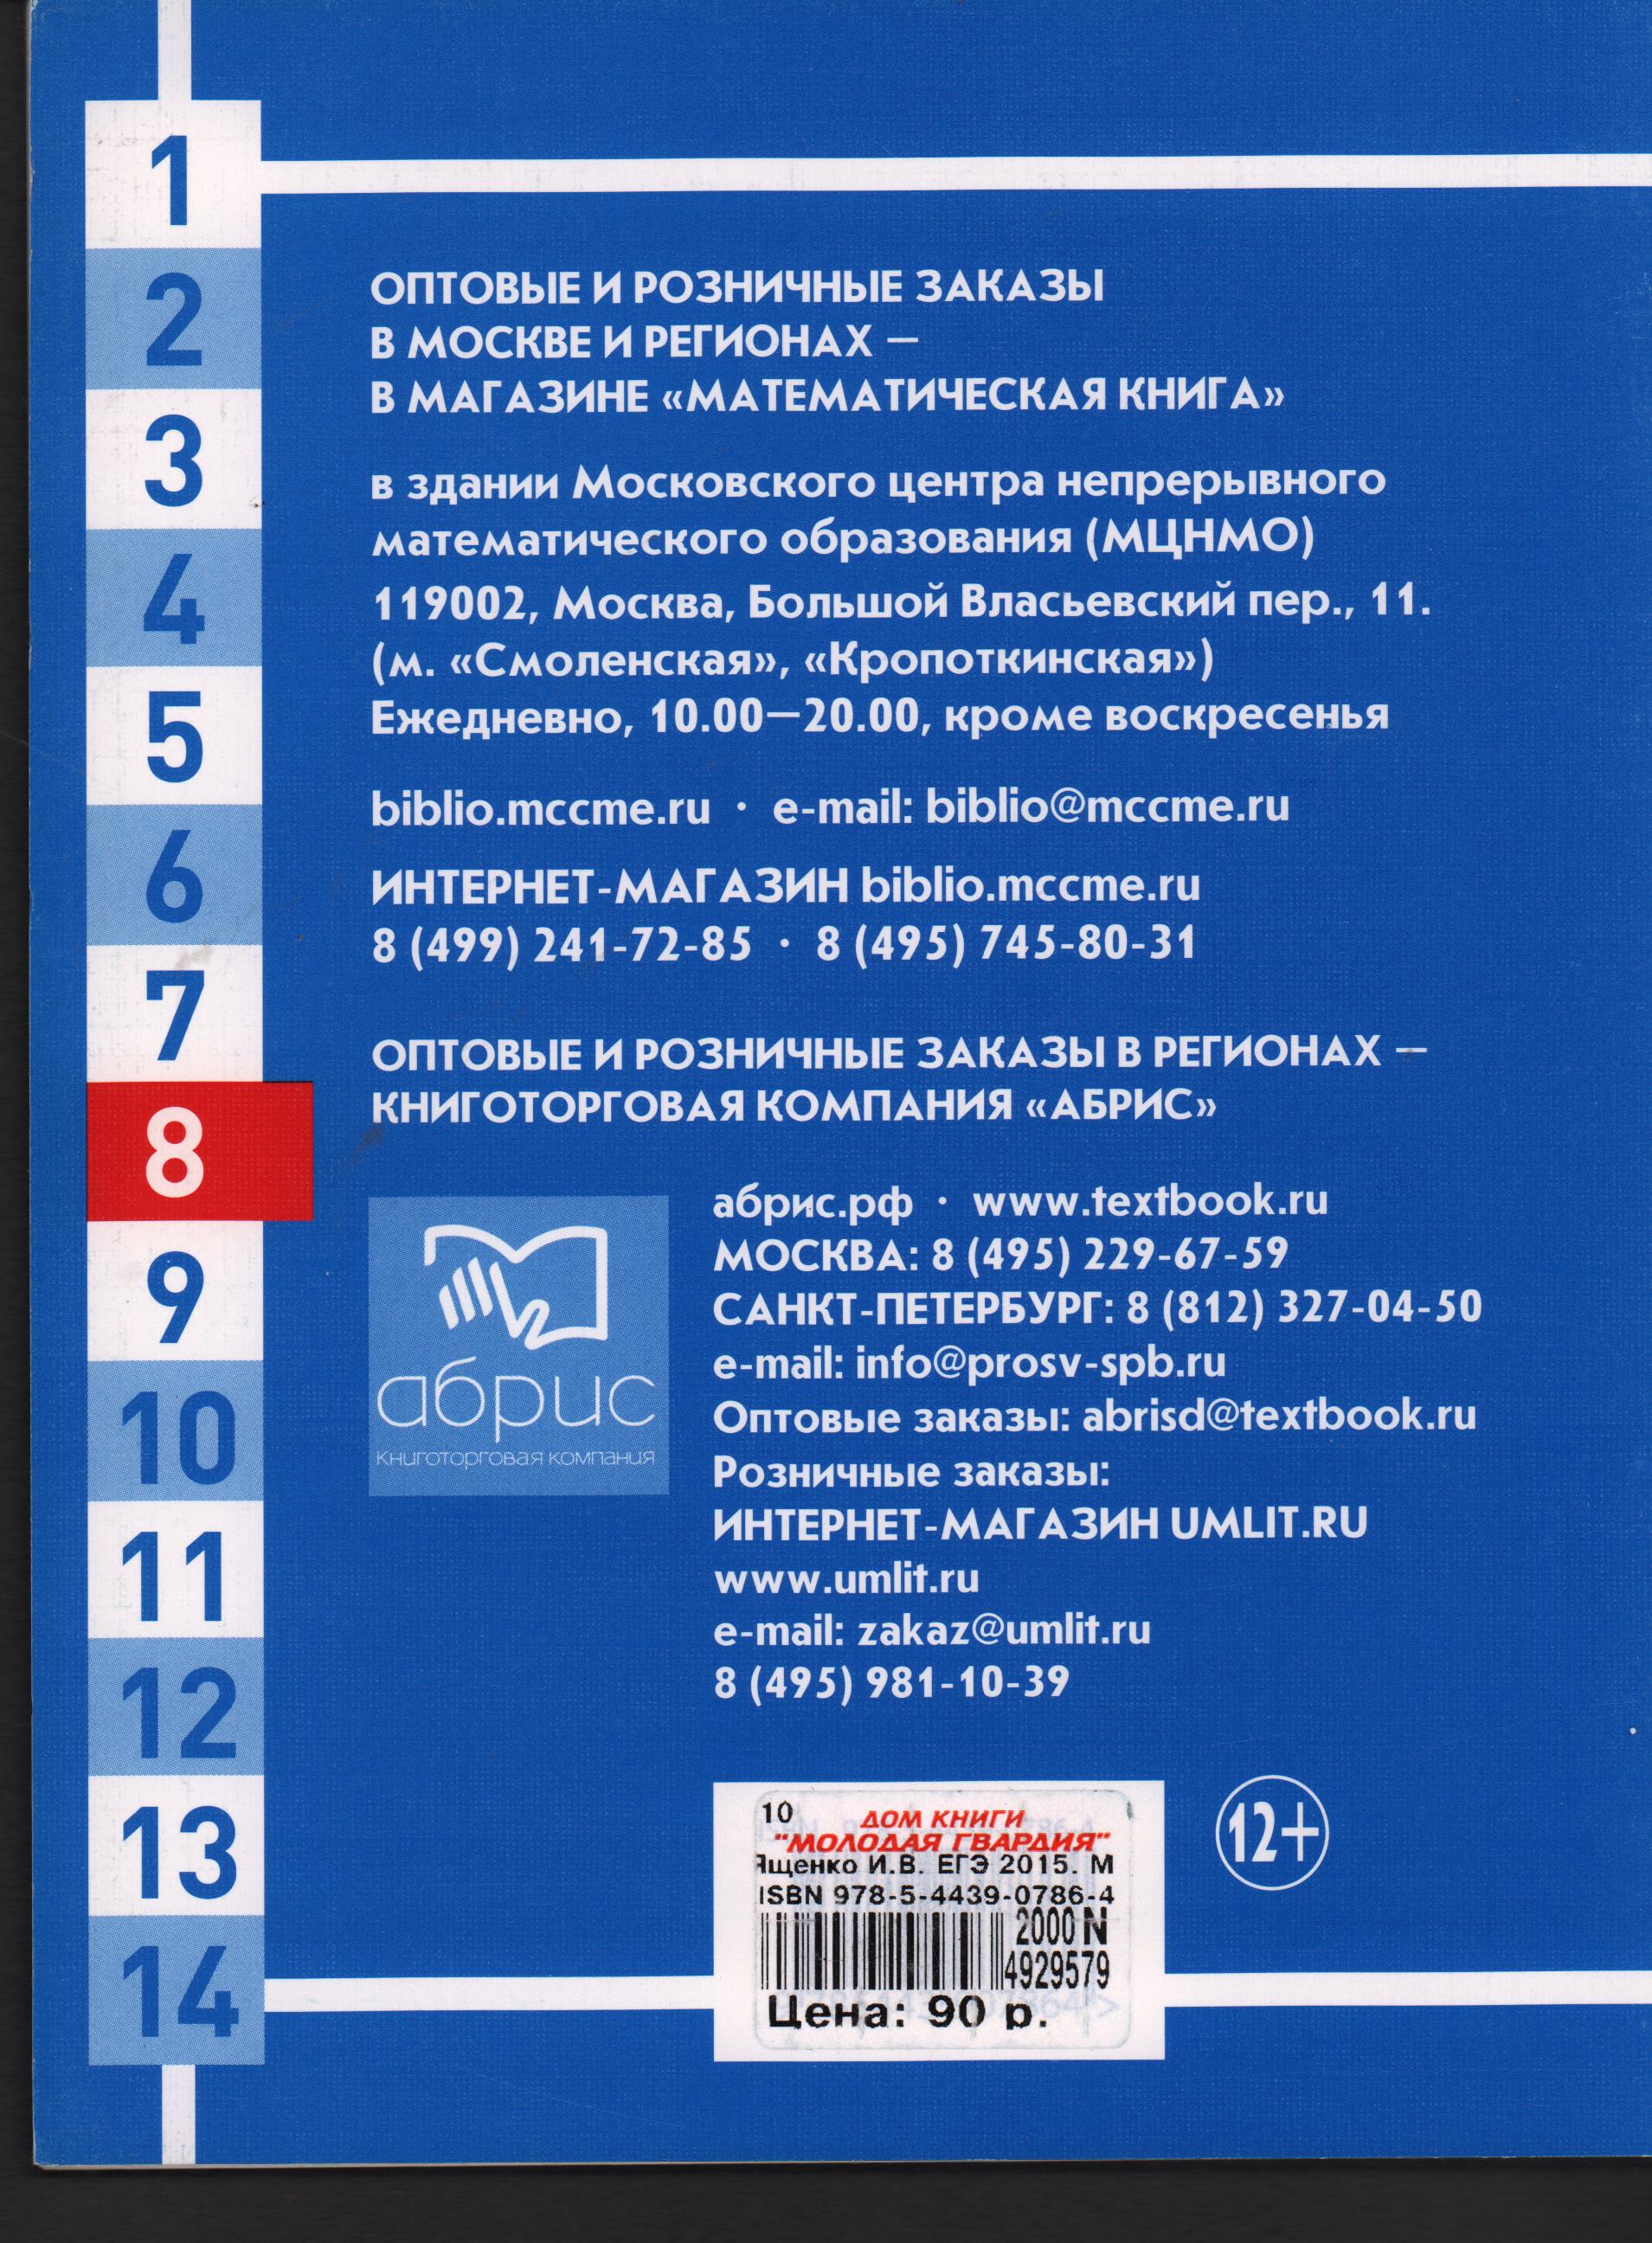 1
2
3
4
5
6
7
8
9
10
11
12
13
14
ОПТОВЫЕ И РОЗНИЧНЫЕ ЗАКАЗЫ
В МОСКВЕ И РЕГИОНАХ —
В МАГАЗИНЕ «МАТЕМАТИЧЕСКАЯ КНИГА»
в здании Московского центра непрерывного
математического образования (МЦНМО)
119002, Москва, Большой Власьевский пер., 11.
(м. «Смоленская», «Кропоткинская»)
Ежедневно, 10.00—20.00, кроме воскресенья
biblio.mccme.ru · e-mail: biblio@mccme.ru
ИНТЕРНЕТ-МАГАЗИН biblio.mccme.ru
8 (499) 241-72-85 · 8 (495) 745-80-31
ОПТОВЫЕ И РОЗНИЧНЫЕ ЗАКАЗЫ В РЕГИОНАХ —
КНИГОТОРГОВАЯ КОМПАНИЯ «АБРИС»
абрис
книготорговая компания
абрис.рф · www.textbook.ru
МОСКВА: 8 (495) 229-67-59
САНКТ-ПЕТЕРБУРГ: 8 (812) 327-04-50
e-mail: info@prosv-spb.ru
Оптовые заказы: abrisd@textbook.ru
Розничные заказы:
ИНТЕРНЕТ-МАГАЗИН UMLIT.RU
www.umlit.ru
e-mail: zakaz@umlit.ru
8 (495) 981-10-39
10 ДОМ КНИГИ
"МОЛОДАЯ ГВАРДИЯ"
Ященко И.В. ЕГЭ 2015. М
ISBN 978-5-4439-0786-4
2000 N
4929579
Цена: 90 р.
12+